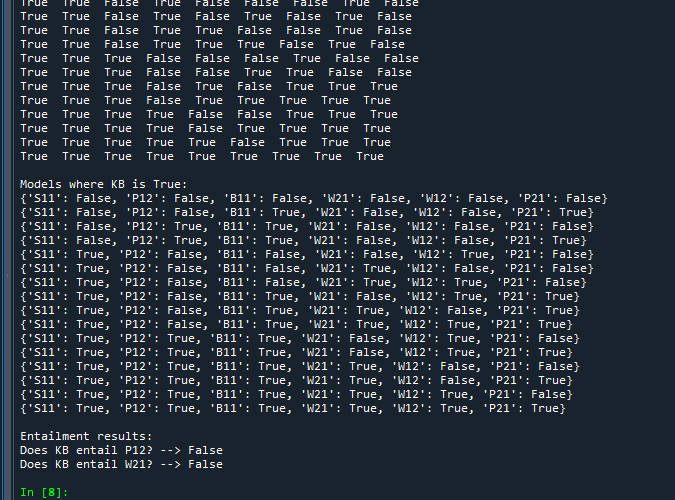 True True False True False False False True False
True True False False True False True False
True True False True False False True False
True True False True True False True False
True True True False False False True False False
True True True False False True True False False
True True True False True False True True True
True True True False True True True True True
True True True True False False True True True
True True True True False True True True True
True True True True True False True True True
True True True True True True True True True
Models where KB is True:
{'S11': False, 'P12': False, 'B11': False, 'W21': False, 'W12': False, 'P21': False}
{'S11': False, 'P12': False, 'B11': True, 'W21': False, 'W12': False, 'P21': True}
{'S11': False, 'P12': True, 'B11': True, 'W21': False, 'W12': False, 'P21': False}
{'S11': False, 'P12': True, 'B11': True, 'W21': False, 'W12': False, 'P21': True}
{'S11': True, 'P12': False, 'B11': False, 'W21': False, 'W12': True, 'P21': False}
{'S11': True, 'P12': False, 'B11': False, 'W21': True, 'W12': False, 'P21': False}
{'S11': True, 'P12': False, 'B11': False, 'W21': True, 'W12': True, 'P21': False}
{'S11': True, 'P12': False, 'B11': True, 'W21': False, 'W12': True, 'P21': True}
{'S11': True, 'P12': False, 'B11': True, 'W21': True, 'W12': False, 'P21': True}
{'S11': True, 'P12': False, 'B11': True, 'W21': True, 'W12': True, 'P21': True}
{'S11': True, 'P12': True, 'B11': True, 'W21': False, 'W12': True, 'P21': False}
{'S11': True, 'P12': True, 'B11': True, 'W21': False, 'W12': True, 'P21': True}
{'S11': True, 'P12': True, 'B11': True, 'W21': True, 'W12': False, 'P21': False}
{'S11': True, 'P12': True, 'B11': True, 'W21': True, 'W12': False, 'P21': True}
{'S11': True, 'P12': True, 'B11': True, 'W21': True, 'W12': True, 'P21': False}
{'S11': True, 'P12': True, 'B11': True, 'W21': True, 'W12': True, 'P21': True}
Entailment results:
Does KB entail P12? --> False
Does KB entail W21? --> False
In [8]: